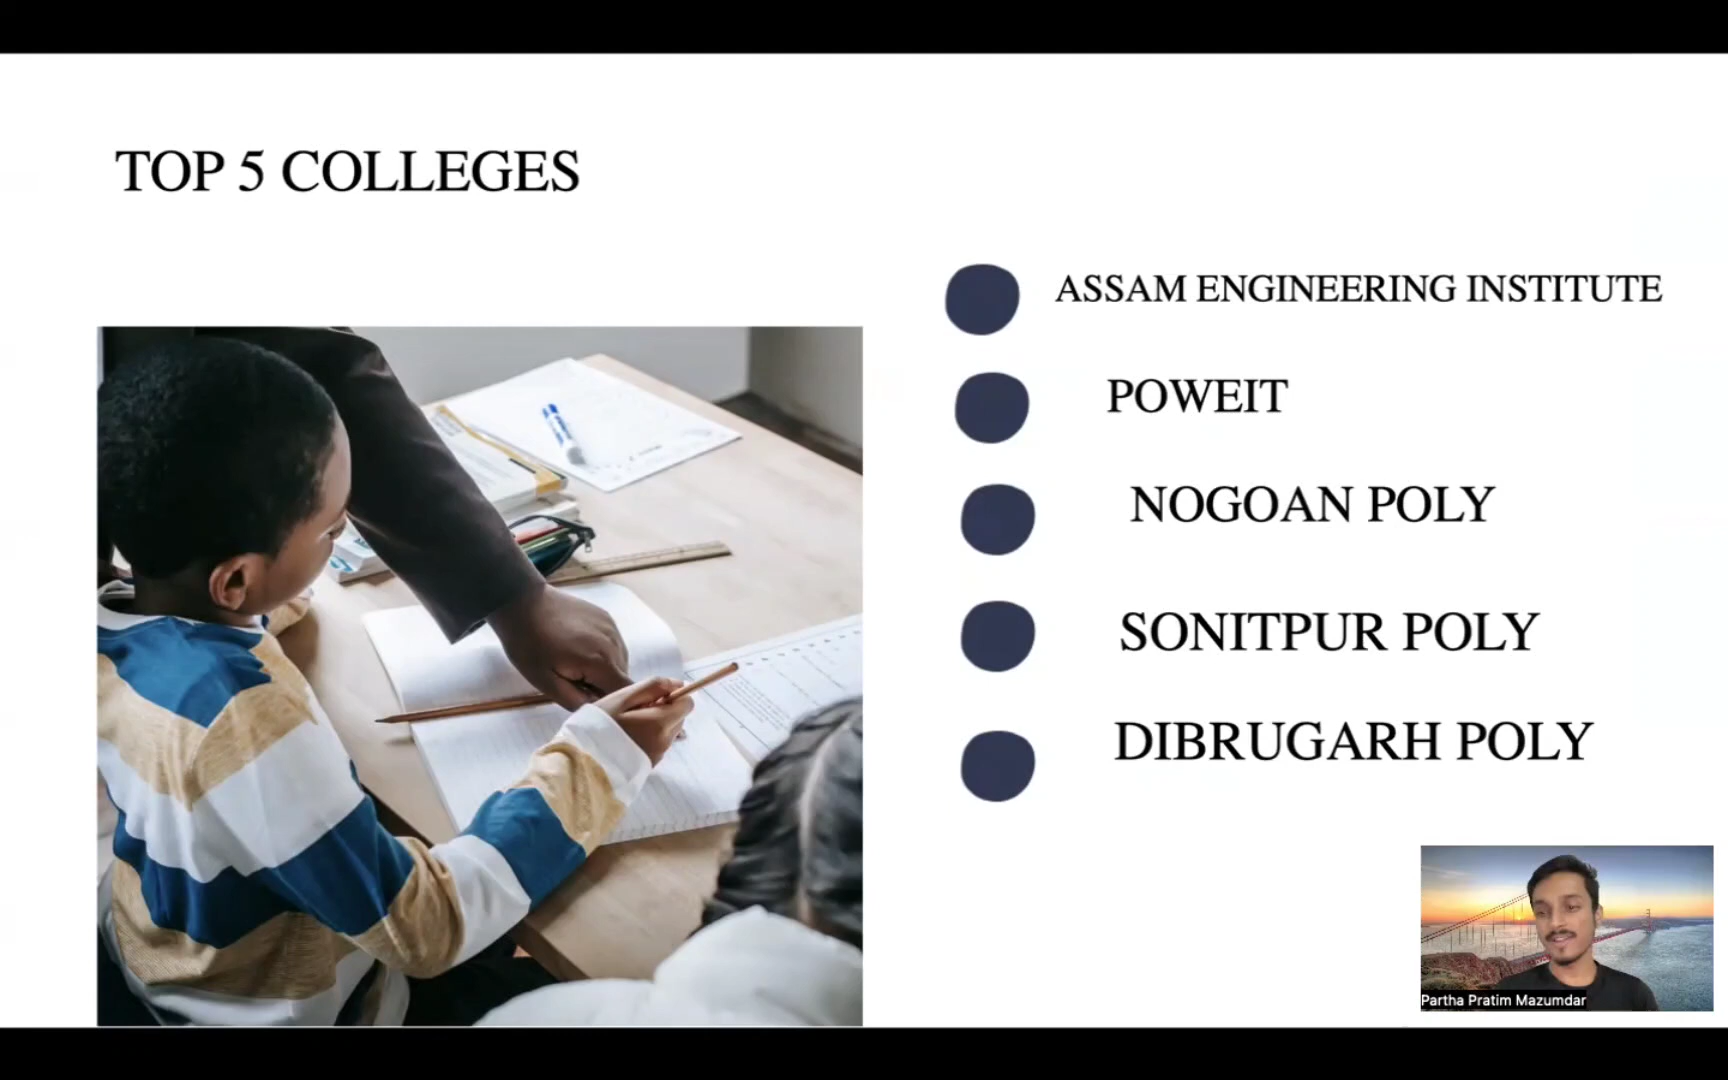 TOP 5 COLLEGES
ASSAM ENGINEERING INSTITUTE
POWEIT
NOGOAN POLY
SONITPUR POLY
DIBRUGARH POLY
Partha Pratim Mazumdar